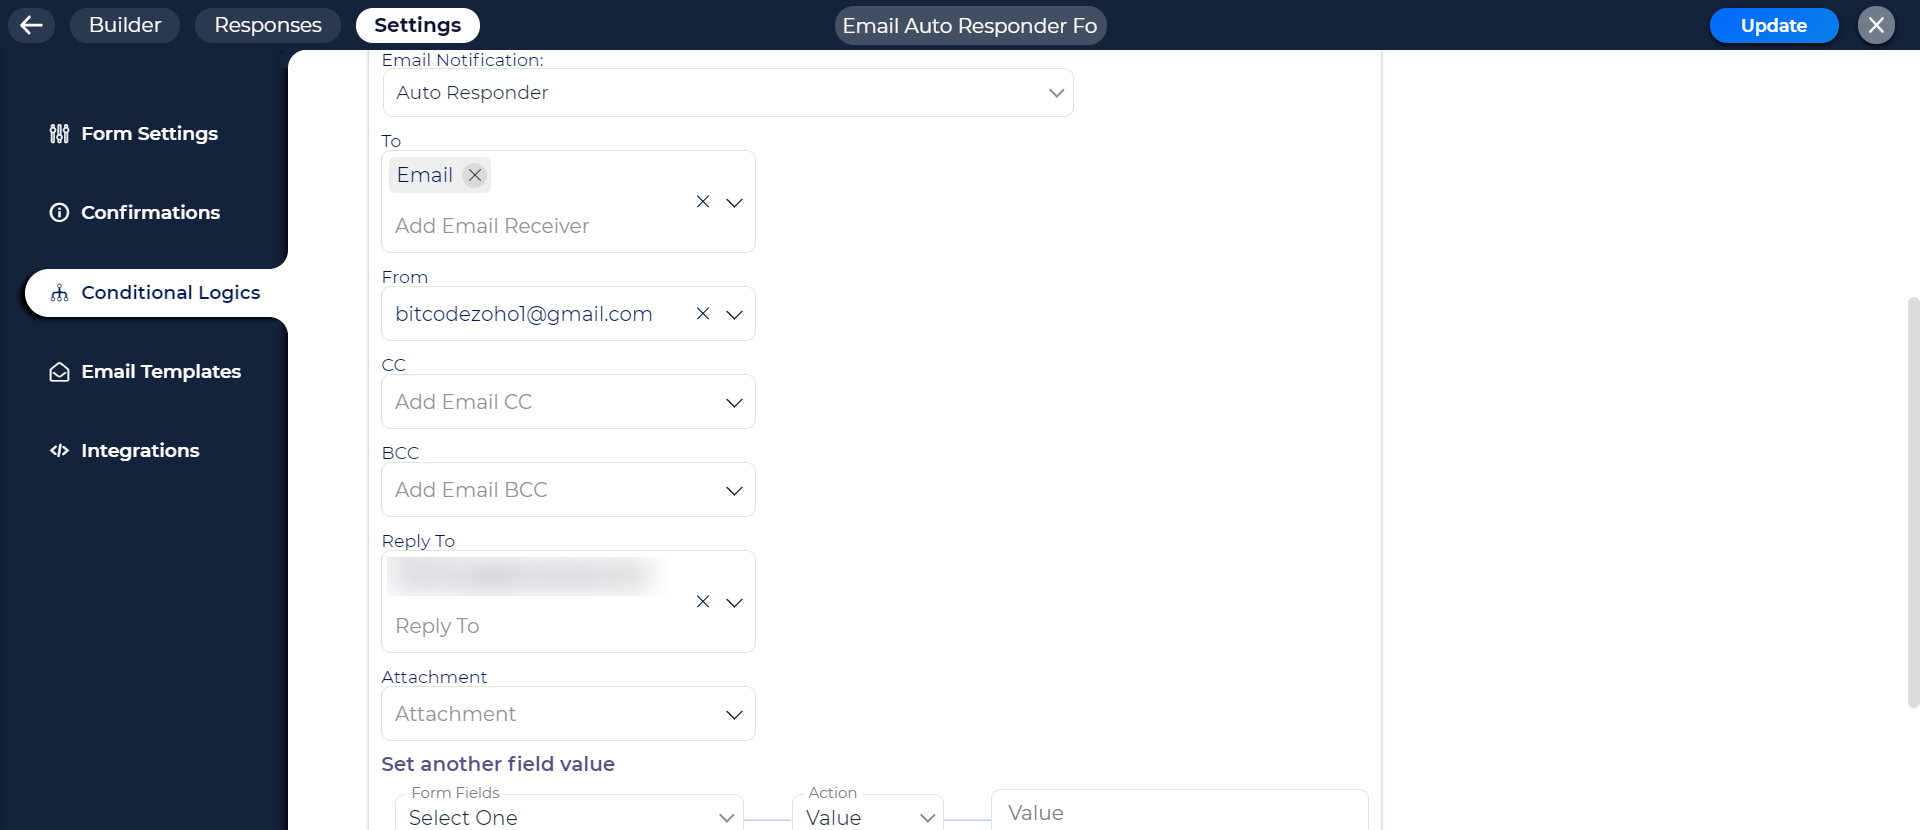 Builder
Responses
Settings
Email Auto Responder Fo
Update
Form Settings
Confirmations
Conditional Logics
Email Templates
Integrations
Email Notification:
Auto Responder
To
Email
Add Email Receiver
From
bitcodezoho1@gmail.com
CC
Add Email CC
BCC
Add Email BCC
Reply To
Reply To
Attachment
Attachment
Set another field value
Form Fields
Select One
Action
Value
Value